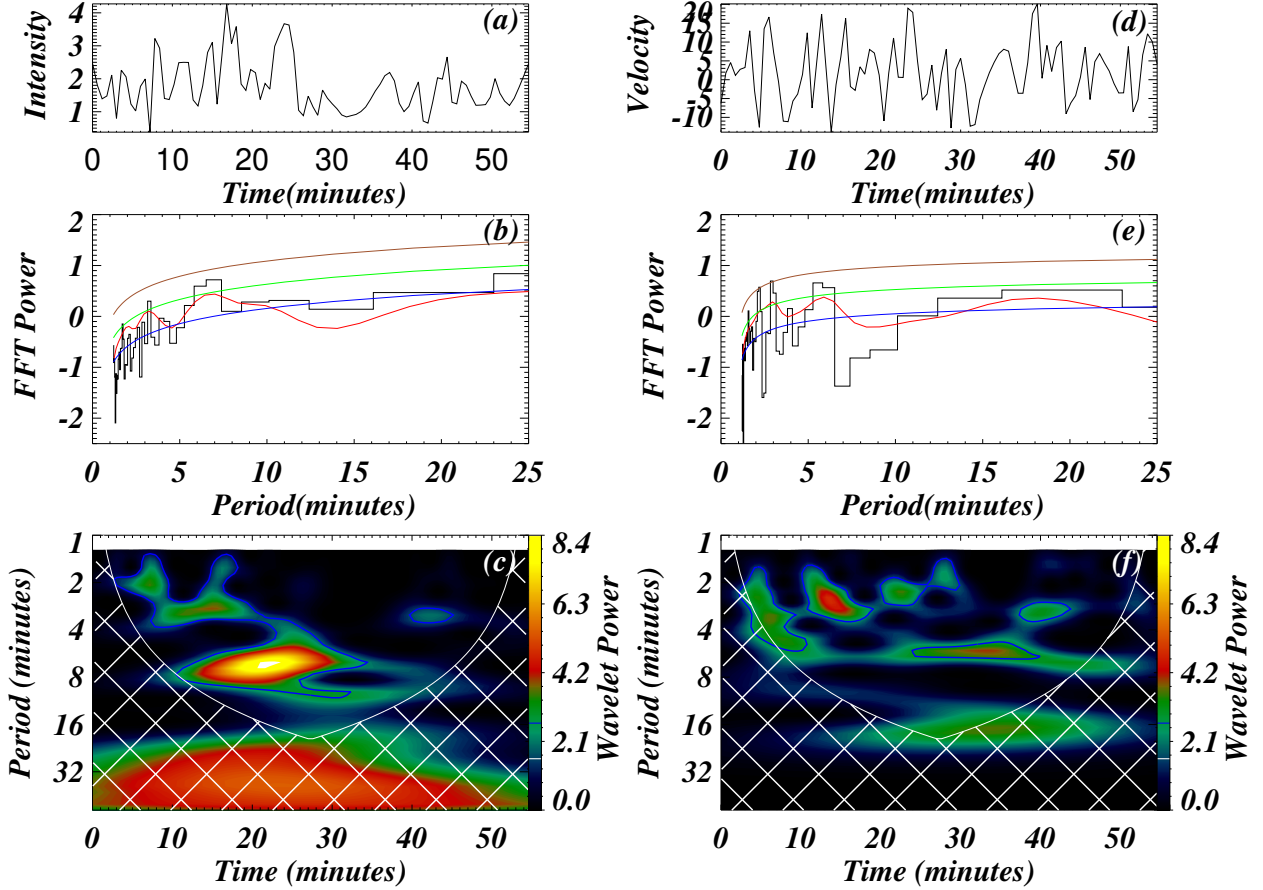 (a)
Intensity
4
3
2
1
0 10 20 30 40 50
Time(minutes)
(d)
Velocity
20
15
10
5
0
-5
-10
0 10 20 30 40 50
Time(minutes)
(b)
FFT Power
2
1
0
-1
-2
0 5 10 15 20 25
Period(minutes)
(e)
FFT Power
2
1
0
-1
-2
0 5 10 15 20 25
Period(minutes)
(c)
Period (minutes)
1
2
4
8
16
32
0 10 20 30 40 50
Time (minutes)
8.4
6.3
4.2
2.1
0.0
Wavelet Power
(f)
Period (minutes)
1
2
4
8
16
32
0 10 20 30 40 50
Time (minutes)
8.4
6.3
4.2
2.1
0.0
Wavelet Power